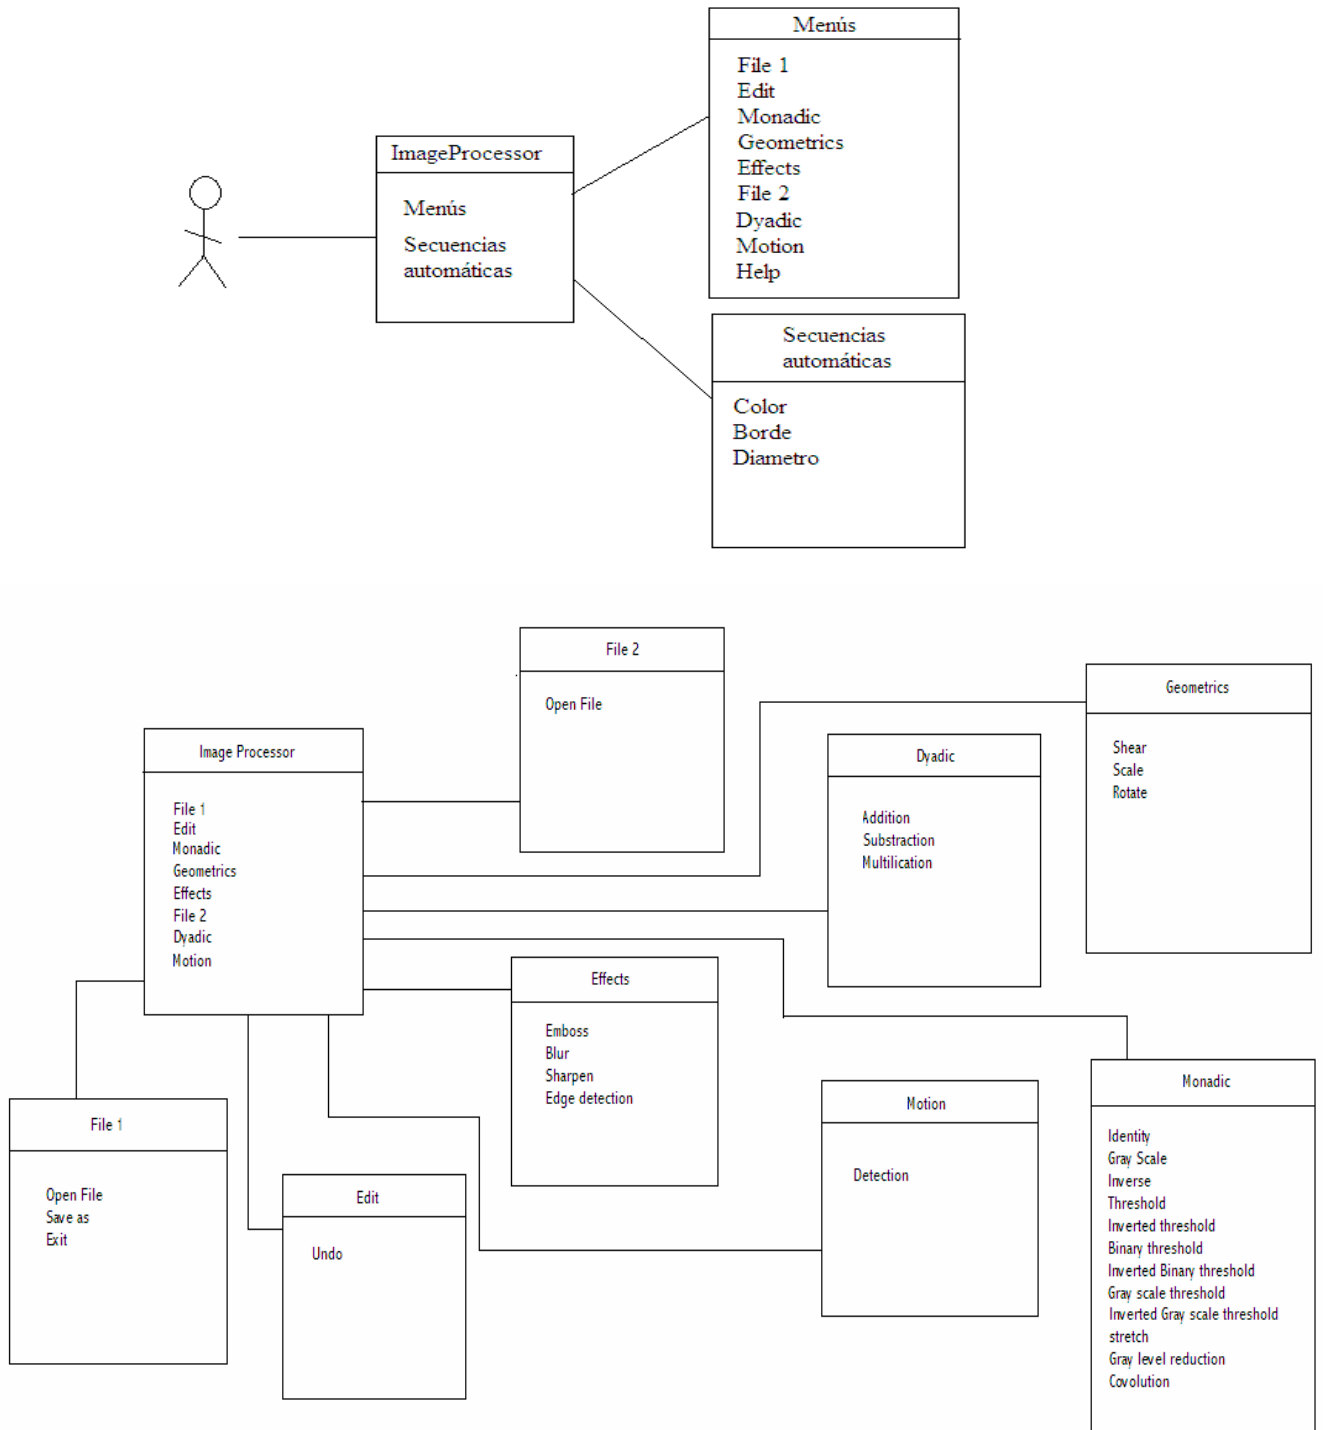 Menús
File 1
Edit
Monadic
Geometrics
Effects
File 2
Dyadic
Motion
Help
ImageProcessor
Menús
Secuencias
automáticas
Secuencias
automáticas
Color
Borde
Diametro
File 2
Open File
Geometrics
Shear
Scale
Rotate
Image Processor
File 1
Edit
Monadic
Geometrics
Effects
File 2
Dyadic
Motion
Dyadic
Addition
Substraction
Multilication
Effects
Emboss
Blur
Sharpen
Edge detection
Monadic
Identity
Gray Scale
Inverse
Threshold
Inverted threshold
Binary threshold
Inverted Binary threshold
Gray scale threshold
Inverted Gray scale threshold
stretch
Gray level reduction
Covolution
Motion
Detection
File 1
Open File
Save as
Exit
Edit
Undo